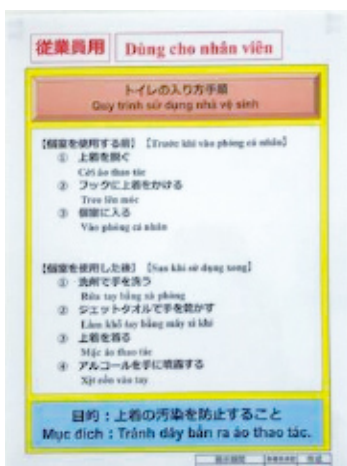 従業員用 Dùng cho nhân viên
トイレの入り方手順
Quy trình sử dụng nhà vệ sinh
【個室を使用する前】【Trước khi vào phòng cá nhân】
① 上着を脱ぐ
Cởi áo thao tác
② フックに上着をかける
Treo lên móc
③ 個室に入る
Vào phòng cá nhân
【個室を使用した後】【Sau khi sử dụng xong】
① 洗剤で手を洗う
Rửa tay bằng xà phòng
② ジェットタオルで手を乾かす
Làm khô tay bằng máy xì khí
③ 上着を着る
Mặc áo thao tác
④ アルコールを手に噴霧する
Xịt cồn vào tay
目的：上着の汚染を防止すること
Mục đích : Tránh dây bẩn ra áo thao tác.